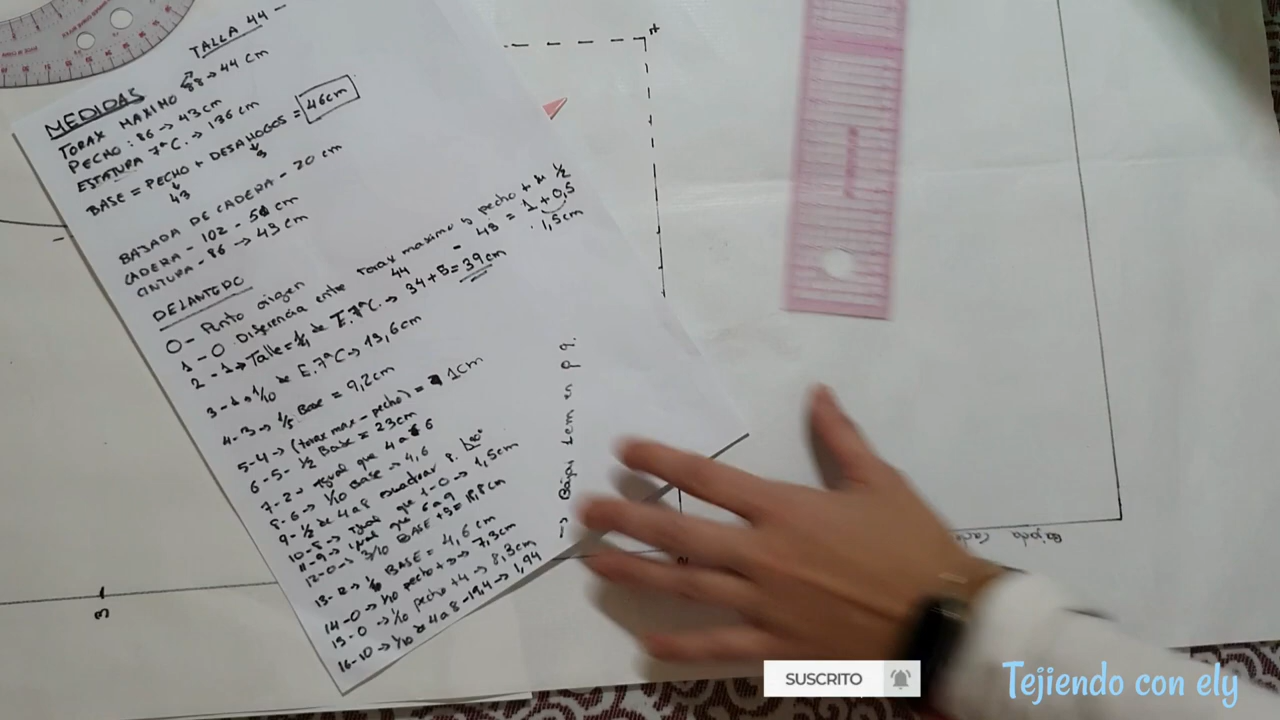 TALLA 44 -
MEDIDAS
TORAX MAXIMO 88 → 44 cm
PECHO: 86 → 43 cm
ESTATURA 7ª C. → 136 cm
BASE = PECHO + DESAHOGOS = 46cm
43 3
BAJADA DE CADERA - 20 cm
CADERA - 102 - 51 cm
CINTURA - 86 → 43 cm
DELANTERO
0 - Punto origen
1 - 0 Diferencia entre Torax maximo y pecho + ½
44 - 43 = 1 + 0,5
1,5cm
2 - 1 → Talle = ¼ de E.7ªC. → 34 + 5 = 39cm
3 - 1 → 1/10 de E.7ªC → 13,6cm
4 - 3 → 1/5 Base = 9,2cm
5 - 4 → (torax max - pecho) = 1cm
6 - 5 - ½ Base = 23cm
7 - 2 → igual que 4 a 6
8 - 6 → 1/10 Base → 4,6
9 - ½ de 4 a 8 escuadrar P. 90°
10 - 8 → igual que 1 - 0 → 1,5cm
11 - 9 → igual que 6 a 9
12 - 0 → 3/10 BASE + 5 = 18,8 cm
BASE = 4,6 cm
14 - 0 → 1/10 pecho + 3 → 7,3cm
15 - 0 → 1/10 pecho + 4 → 8,3cm
16 - 10 → 1/10 de 4 a 8 - 19,4 → 1,94
→ Bajar 1cm en P 9.
3
2
Bajada Cade
SUSCRITO
Tejiendo con ely